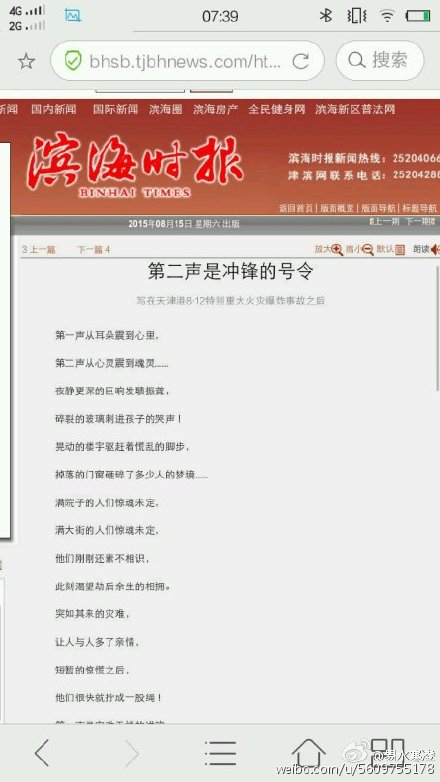 4G
2G
07:39
bhsb.tjbhnews.com/ht...
搜索
新闻 国内新闻 国际新闻 滨海圈 滨海房产 全民健身网 滨海新区普法网
滨海时报
BINHAI TIMES
滨海时报新闻热线：25204066
津滨网联系电话：2520428
返回首页 | 版面概览 | 版面导航 | 标题导航
2015年08月15日 星期六 出版
上一期 下一期
3 上一篇 下一篇 4
放大 缩小 默认 朗读
第二声是冲锋的号令
写在天津港8·12特别重大火灾爆炸事故之后
第一声从耳朵震到心里，
第二声从心灵震到魂灵……
夜静更深的巨响发聩振聋，
碎裂的玻璃刺进孩子的哭声！
晃动的楼宇驱赶着慌乱的脚步，
掉落的门窗砸碎了多少人的梦境……
满院子的人们惊魂未定，
满大街的人们惊魂未定，
他们刚刚还素不相识，
此刻渴望劫后余生的相拥。
突如其来的灾难，
让人与人多了亲情，
短暂的惊慌之后，
他们很快就拧成一股绳！
weibo.com/u/5609755178